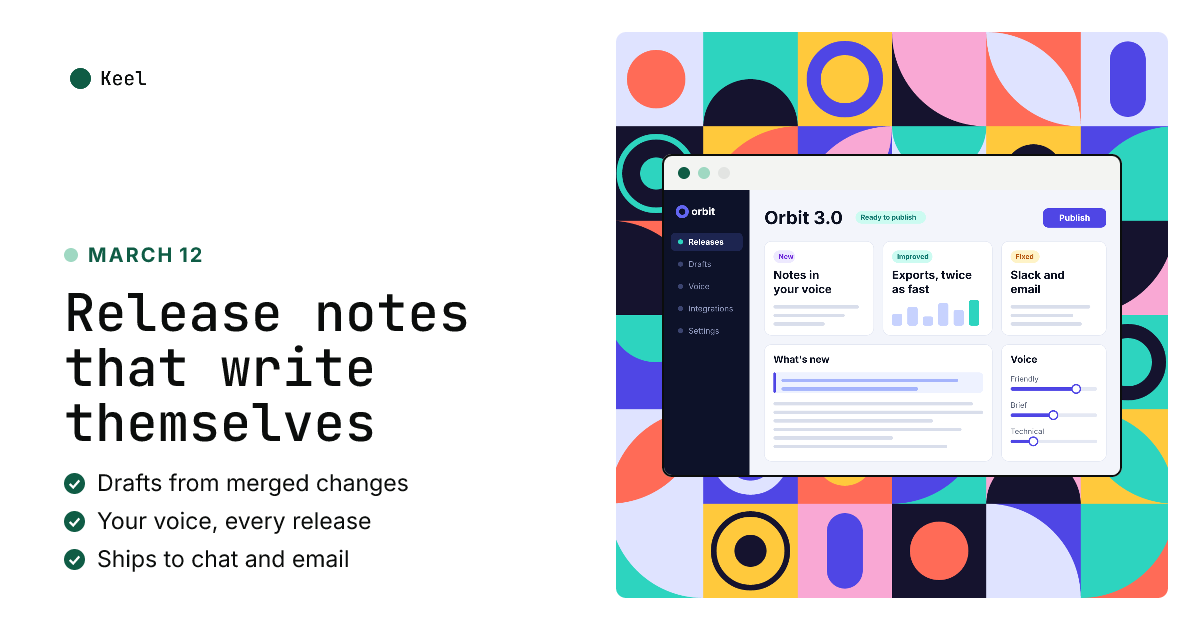 Keel
MARCH 12
Release notes
that write
themselves
Drafts from merged changes
Your voice, every release
Ships to chat and email
orbit
Releases
Drafts
Voice
Integrations
Settings
Orbit 3.0
Ready to publish
Publish
New
Notes in
your voice
Improved
Exports, twice
as fast
Fixed
Slack and
email
What's new
Voice
Friendly
Brief
Technical